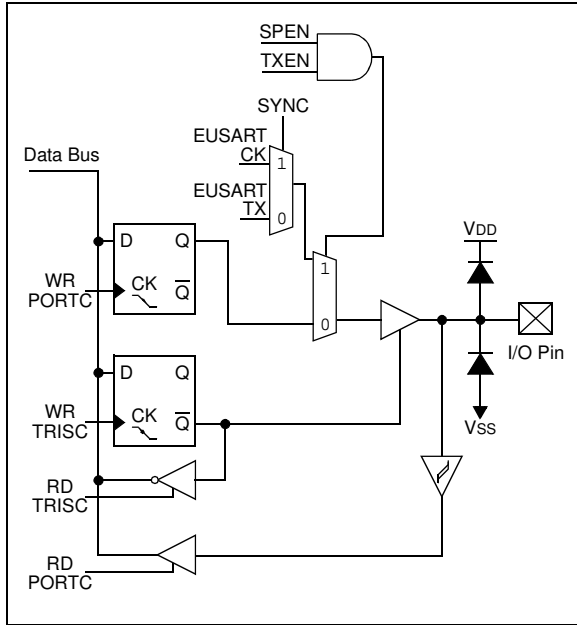 SPEN
TXEN
SYNC
EUSART
CK
1
EUSART
TX
0
Data Bus
D Q
WR
PORTC
CK Q
1
0
VDD
I/O Pin
VSS
D Q
WR
TRISC
CK Q
RD
TRISC
RD
PORTC